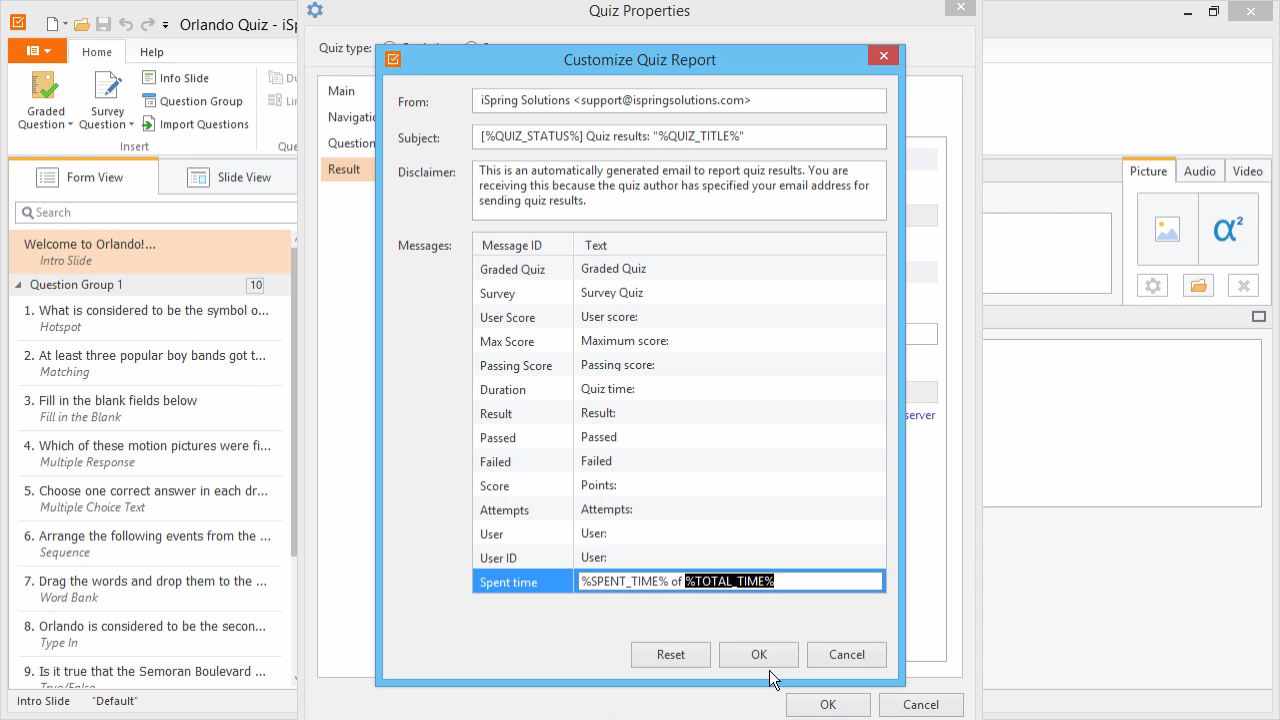 Orlando Quiz - iSp
Quiz Properties
Home
Help
Graded Question
Survey Question
Info Slide
Question Group
Import Questions
Insert
Form View
Slide View
Search
Welcome to Orlando!...
Intro Slide
Question Group 1
10
1. What is considered to be the symbol o...
Hotspot
2. At least three popular boy bands got t...
Matching
3. Fill in the blank fields below
Fill in the Blank
4. Which of these motion pictures were fi...
Multiple Response
5. Choose one correct answer in each dr...
Multiple Choice Text
6. Arrange the following events from the ...
Sequence
7. Drag the words and drop them to the ...
Word Bank
8. Orlando is considered to be the secon...
Type In
9. Is it true that the Semoran Boulevard ...
True/False
Intro Slide "Default"
Quiz type:
Main
Navigatio
Question
Result
Customize Quiz Report
From:
iSpring Solutions <support@ispringsolutions.com>
Subject:
[%QUIZ_STATUS%] Quiz results: "%QUIZ_TITLE%"
Disclaimer:
This is an automatically generated email to report quiz results. You are
receiving this because the quiz author has specified your email address for
sending quiz results.
Messages:
Message ID Text
Graded Quiz Graded Quiz
Survey Survey Quiz
User Score User score:
Max Score Maximum score:
Passing Score Passing score:
Duration Quiz time:
Result Result:
Passed Passed
Failed Failed
Score Points:
Attempts Attempts:
User User:
User ID User:
Spent time %SPENT_TIME% of %TOTAL_TIME%
Reset
OK
Cancel
server
OK
Cancel
Picture
Audio
Video
α²